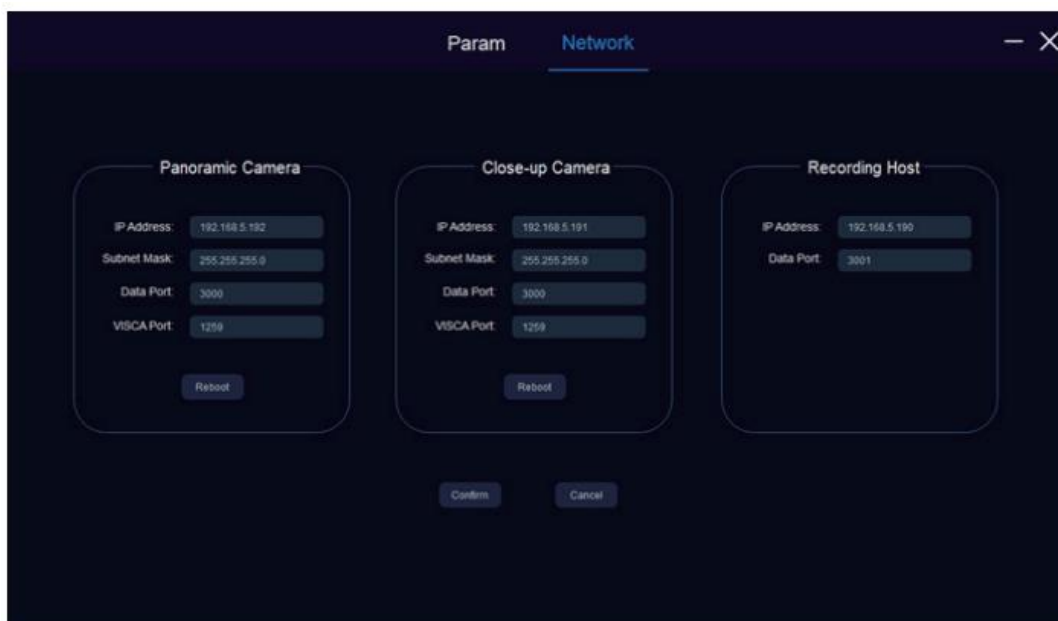 Param Network
Panoramic Camera
IP Address: 192.168.5.192
Subnet Mask: 255.255.255.0
Data Port: 3000
VISCA Port: 1259
Reboot
Close-up Camera
IP Address: 192.168.5.191
Subnet Mask: 255.255.255.0
Data Port: 3000
VISCA Port: 1259
Reboot
Recording Host
IP Address: 192.168.5.190
Data Port: 3001
Confirm Cancel